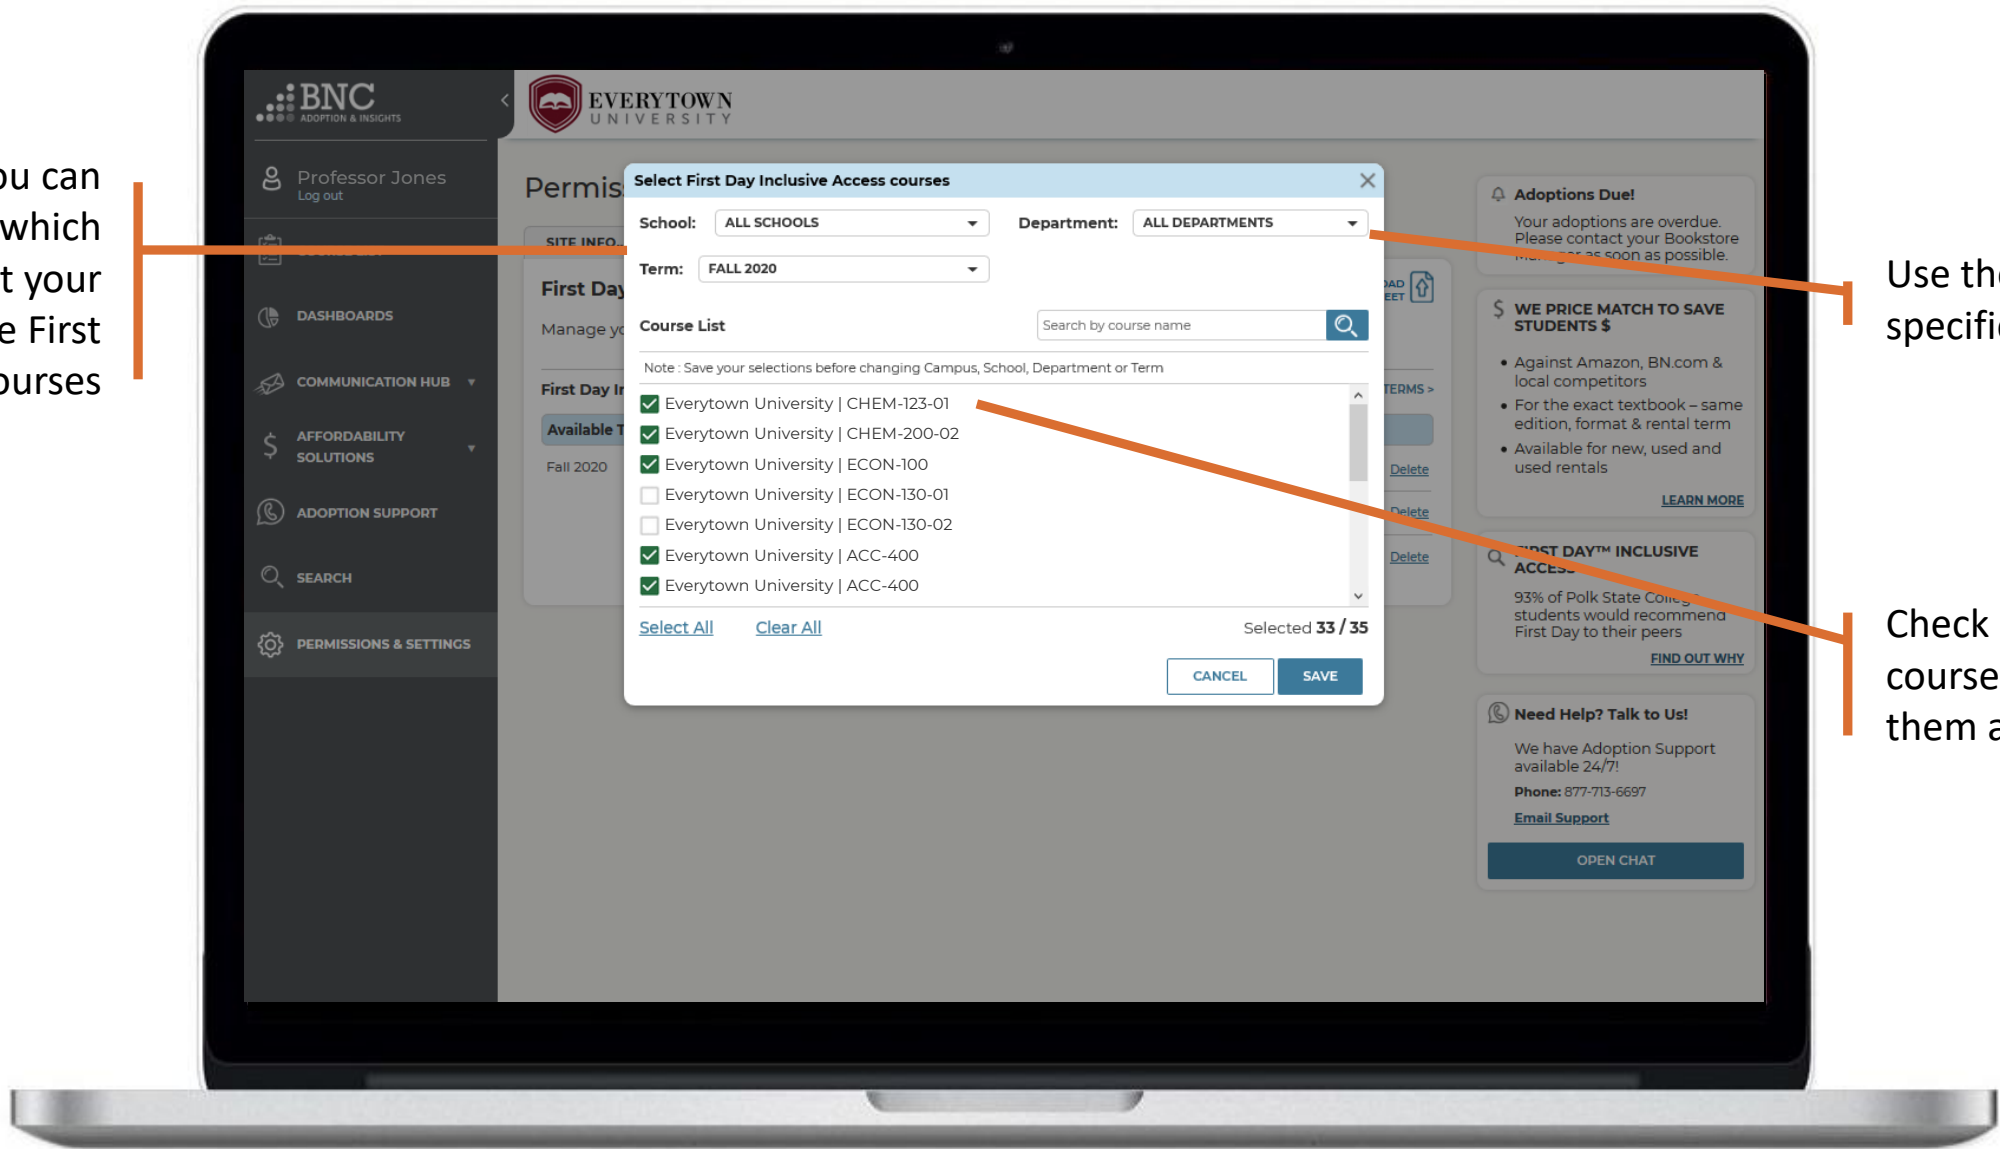 BNC
ADOPTION & INSIGHTS
<
EVERYTOWN
UNIVERSITY
Professor Jones
Log out
DASHBOARDS
COMMUNICATION HUB
AFFORDABILITY
SOLUTIONS
ADOPTION SUPPORT
SEARCH
PERMISSIONS & SETTINGS
you can
which
t your
e First
ourses
Permis
SITE INFO
First Day
Manage yo
First Day In
TERMS >
Available T
Fall 2020
Delete
Delete
Delete
Select First Day Inclusive Access courses
School: ALL SCHOOLS
Department: ALL DEPARTMENTS
Term: FALL 2020
Course List
Search by course name
Note : Save your selections before changing Campus, School, Department or Term
Everytown University | CHEM-123-01
Everytown University | CHEM-200-02
Everytown University | ECON-100
Everytown University | ECON-130-01
Everytown University | ECON-130-02
Everytown University | ACC-400
Everytown University | ACC-400
Select All Clear All
Selected 33 / 35
CANCEL SAVE
Adoptions Due!
Your adoptions are overdue.
Please contact your Bookstore
Manager as soon as possible.
$ WE PRICE MATCH TO SAVE
STUDENTS $
• Against Amazon, BN.com &
local competitors
• For the exact textbook – same
edition, format & rental term
• Available for new, used and
used rentals
LEARN MORE
FIRST DAY™ INCLUSIVE
ACCESS
93% of Polk State College
students would recommend
First Day to their peers
FIND OUT WHY
Need Help? Talk to Us!
We have Adoption Support
available 24/7!
Phone: 877-713-6697
Email Support
OPEN CHAT
Use the
specific
Check
course
them a